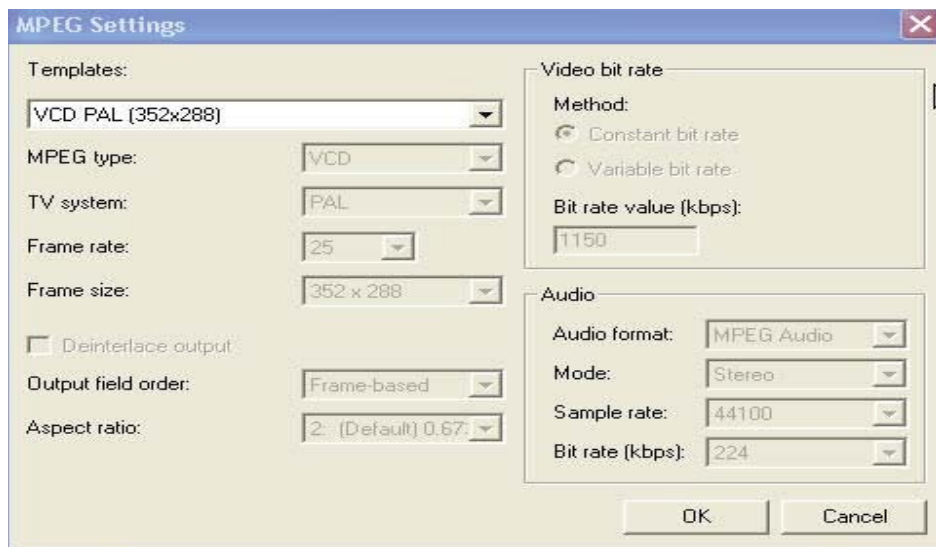 MPEG Settings
Templates:
VCD PAL (352x288)
MPEG type: VCD
TV system: PAL
Frame rate: 25
Frame size: 352 x 288
Deinterlace output
Output field order: Frame-based
Aspect ratio: 2: (Default) 0.67
Video bit rate
Method:
Constant bit rate
Variable bit rate
Bit rate value (kbps):
1150
Audio
Audio format: MPEG Audio
Mode: Stereo
Sample rate: 44100
Bit rate (kbps): 224
OK Cancel